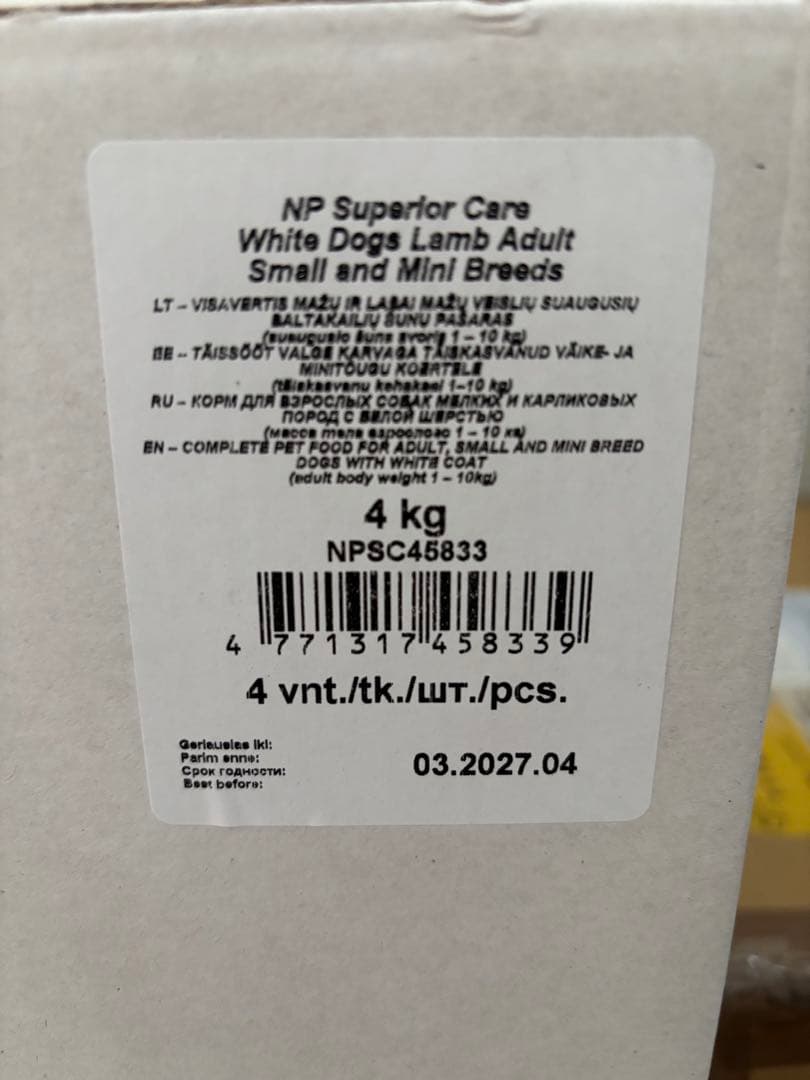 NP Superior Care
White Dogs Lamb Adult
Small and Mini Breeds
LT – VISAVERTIS MAŽŲ IR LABAI MAŽŲ VEISLIŲ SUAUGUSIŲ
BALTAKAILIŲ ŠUNŲ PAŠARAS
(suaugusio šuns svoris 1 – 10 kg)
EE – TÄISSÖÖT VALGE KARVAGA TÄISKASVANUD VÄIKE- JA
MINITÕUGU KOERTELE
(täiskasvanu kehakaal 1–10 kg)
RU – КОРМ ДЛЯ ВЗРОСЛЫХ СОБАК МЕЛКИХ И КАРЛИКОВЫХ
ПОРОД С БЕЛОЙ ШЕРСТЬЮ
(масса тела взрослого 1 – 10 кг)
EN – COMPLETE PET FOOD FOR ADULT, SMALL AND MINI BREED
DOGS WITH WHITE COAT
(adult body weight 1 – 10kg)
4 kg
NPSC45833
4 771317 458339
4 vnt./tk./шт./pcs.
Geriausias iki:
Parim enne:
Срок годности:
Best before:
03.2027.04